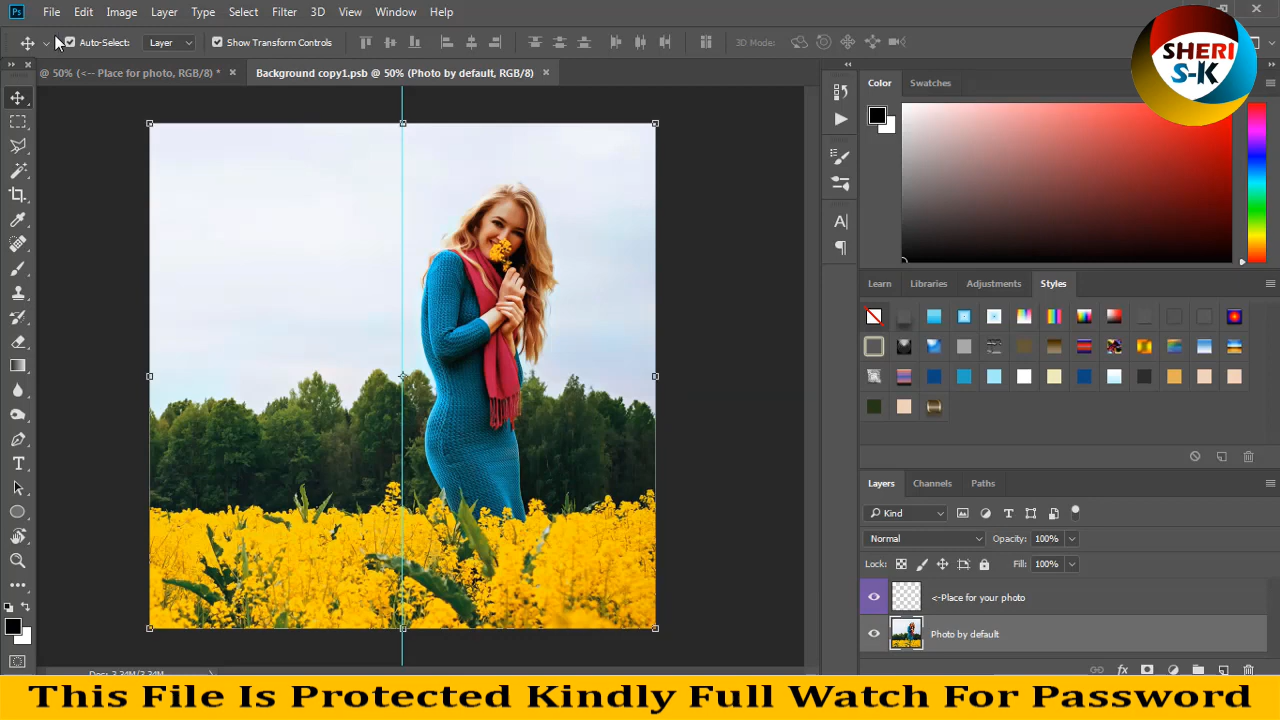 Ps File Edit Image Layer Type Select Filter 3D View Window Help
Auto-Select: Layer Show Transform Controls 3D Mode:
@ 50% (<-- Place for photo, RGB/8) * × Background copy1.psb @ 50% (Photo by default, RGB/8) ×
SHERI
S-K
Color Swatches
Learn Libraries Adjustments Styles
Layers Channels Paths
Kind
Normal Opacity: 100%
Lock: Fill: 100%
<-Place for your photo
Photo by default
This File Is Protected Kindly Full Watch For Password